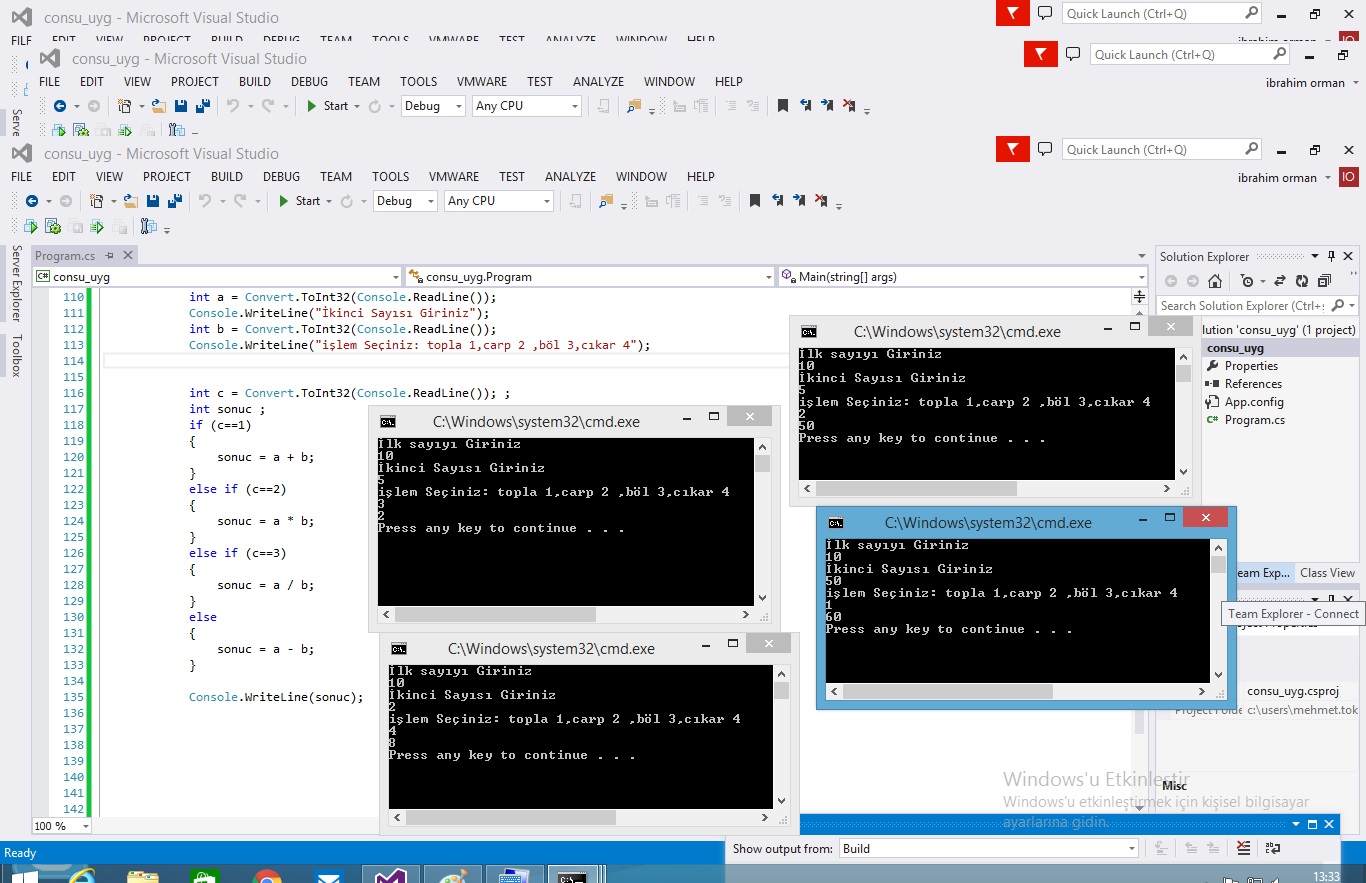 consu_uyg - Microsoft Visual Studio
Quick Launch (Ctrl+Q)
FILE EDIT VIEW PROJECT BUILD DEBUG TEAM TOOLS VMWARE TEST ANALYZE WINDOW HELP
consu_uyg - Microsoft Visual Studio
Quick Launch (Ctrl+Q)
FILE EDIT VIEW PROJECT BUILD DEBUG TEAM TOOLS VMWARE TEST ANALYZE WINDOW HELP
ibrahim orman
Start Debug Any CPU
consu_uyg - Microsoft Visual Studio
Quick Launch (Ctrl+Q)
FILE EDIT VIEW PROJECT BUILD DEBUG TEAM TOOLS VMWARE TEST ANALYZE WINDOW HELP
ibrahim orman IO
Start Debug Any CPU
Server Explorer
Toolbox
Program.cs
C# consu_uyg consu_uyg.Program Main(string[] args)
110 int a = Convert.ToInt32(Console.ReadLine());
111 Console.WriteLine("İkinci Sayısı Giriniz");
112 int b = Convert.ToInt32(Console.ReadLine());
113 Console.WriteLine("işlem Seçiniz: topla 1,carp 2 ,böl 3,cıkar 4");
114
115
116 int c = Convert.ToInt32(Console.ReadLine()); ;
117 int sonuc ;
118 if (c==1)
119 {
120 sonuc = a + b;
121 }
122 else if (c==2)
123 {
124 sonuc = a * b;
125 }
126 else if (c==3)
127 {
128 sonuc = a / b;
129 }
130 else
131 {
132 sonuc = a - b;
133 }
134
135 Console.WriteLine(sonuc);
136
137
138
139
140
141
142
100 %
C:\Windows\system32\cmd.exe
İlk sayıyı Giriniz
10
İkinci Sayısı Giriniz
5
işlem Seçiniz: topla 1,carp 2 ,böl 3,cıkar 4
2
50
Press any key to continue . . .
C:\Windows\system32\cmd.exe
İlk sayıyı Giriniz
10
İkinci Sayısı Giriniz
5
işlem Seçiniz: topla 1,carp 2 ,böl 3,cıkar 4
3
2
Press any key to continue . . .
C:\Windows\system32\cmd.exe
İlk sayıyı Giriniz
10
İkinci Sayısı Giriniz
50
işlem Seçiniz: topla 1,carp 2 ,böl 3,cıkar 4
1
60
Press any key to continue . . .
C:\Windows\system32\cmd.exe
İlk sayıyı Giriniz
10
İkinci Sayısı Giriniz
2
işlem Seçiniz: topla 1,carp 2 ,böl 3,cıkar 4
4
8
Press any key to continue . . .
Solution Explorer
Search Solution Explorer (Ctrl+;
lution 'consu_uyg' (1 project)
consu_uyg
Properties
References
App.config
C# Program.cs
eam Exp... Class View
Team Explorer - Connect
consu_uyg.csproj
Project Folde c:\users\mehmet.tok
Misc
Windows'u Etkinleştir
Windows'u etkinleştirmek için kişisel bilgisayar
ayarlarına gidin.
Show output from: Build
Ready
13:33